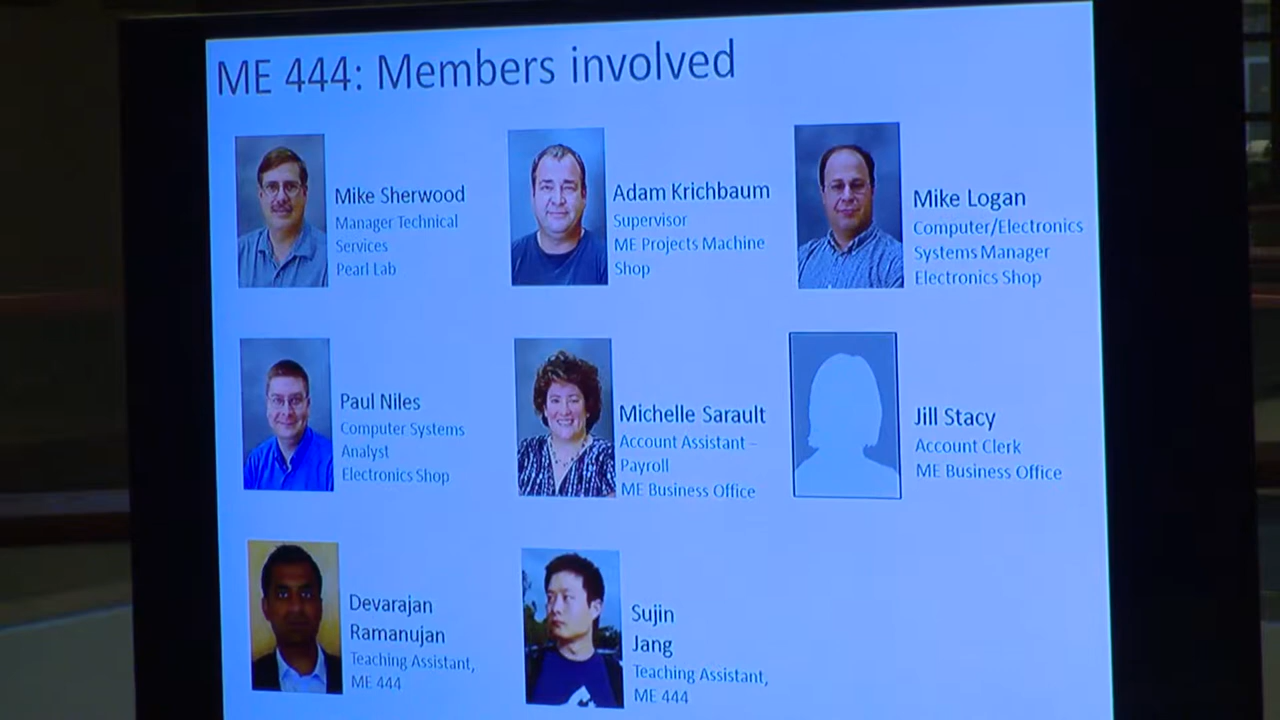 ME 444: Members involved
Mike Sherwood
Manager Technical
Services
Pearl Lab
Adam Krichbaum
Supervisor
ME Projects Machine
Shop
Mike Logan
Computer/Electronics
Systems Manager
Electronics Shop
Paul Niles
Computer Systems
Analyst
Electronics Shop
Michelle Sarault
Account Assistant –
Payroll
ME Business Office
Jill Stacy
Account Clerk
ME Business Office
Devarajan
Ramanujan
Teaching Assistant,
ME 444
Sujin
Jang
Teaching Assistant,
ME 444